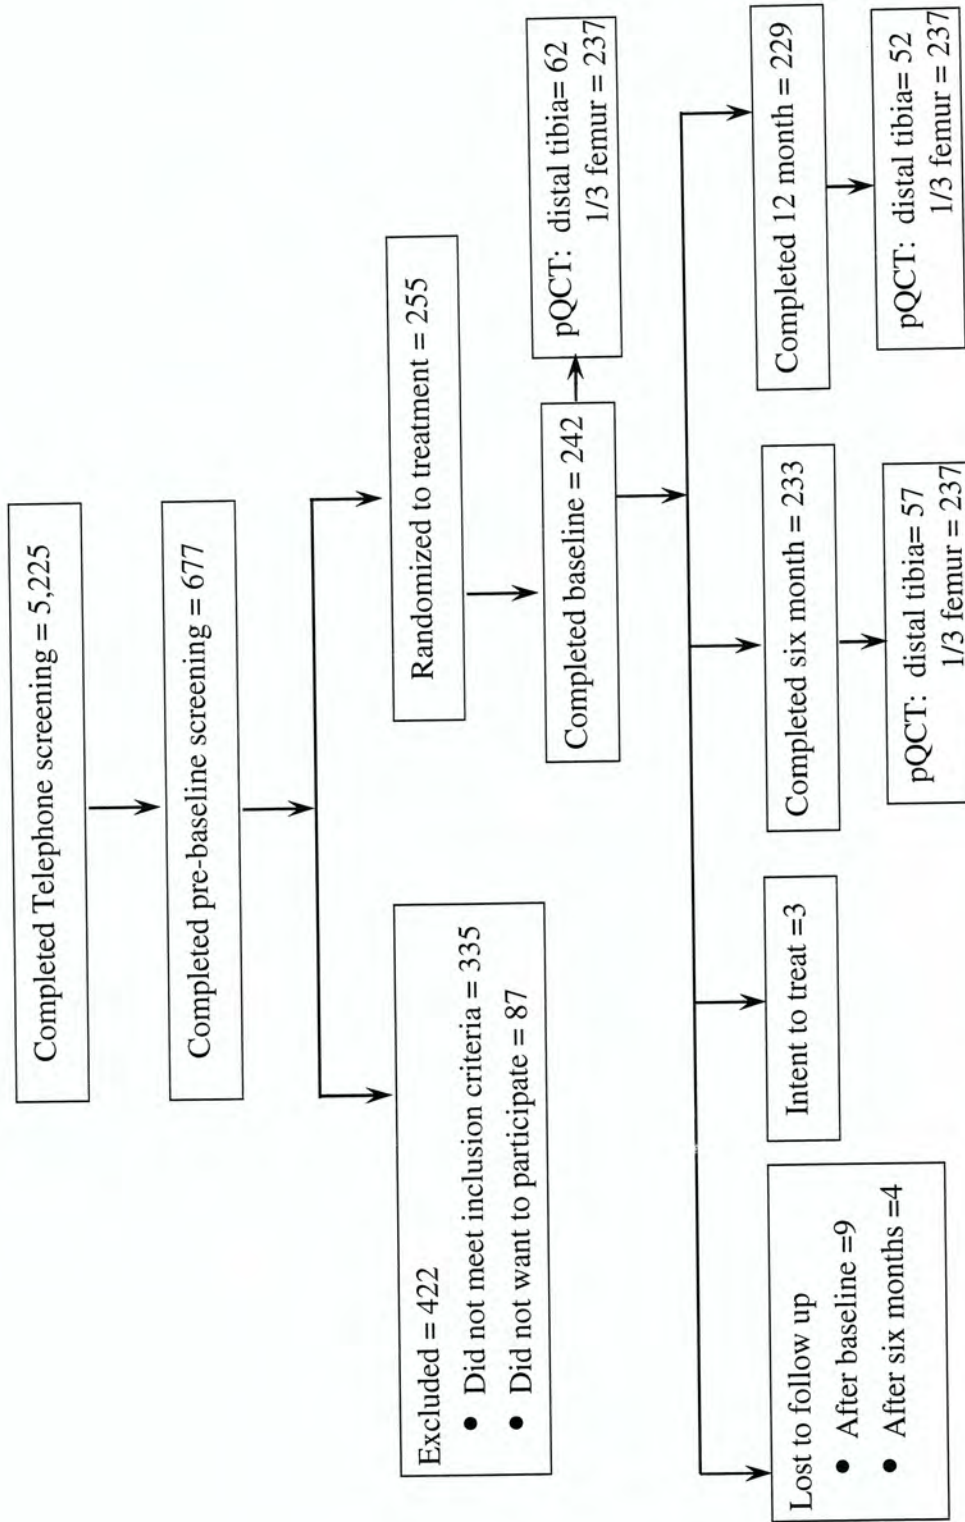 Completed Telephone screening = 5,225
Completed pre-baseline screening = 677
Excluded = 422
● Did not meet inclusion criteria = 335
● Did not want to participate = 87
Randomized to treatment = 255
Completed baseline = 242
pQCT: distal tibia= 62
1/3 femur = 237
Lost to follow up
● After baseline =9
● After six months =4
Intent to treat =3
Completed six month = 233
pQCT: distal tibia= 57
1/3 femur = 237
Completed 12 month = 229
pQCT: distal tibia= 52
1/3 femur = 237